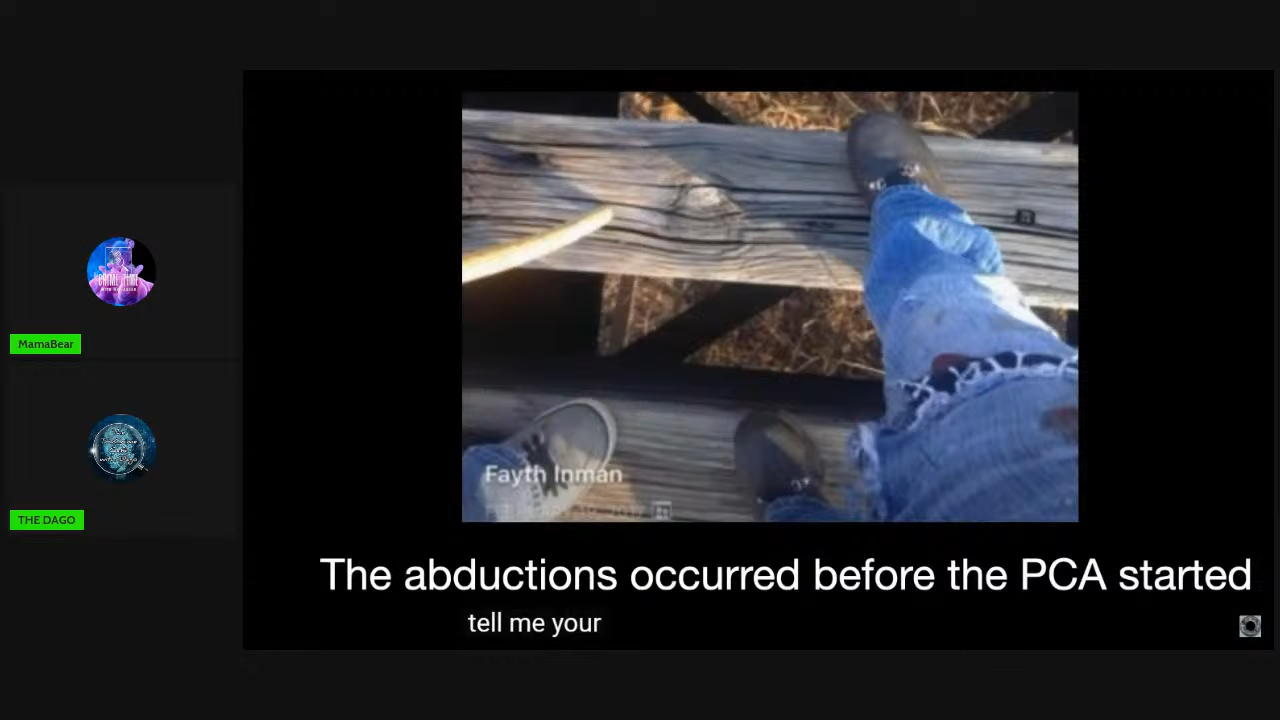 MamaBear
THE DAGO
Fayth Inman
The abductions occurred before the PCA started
tell me your